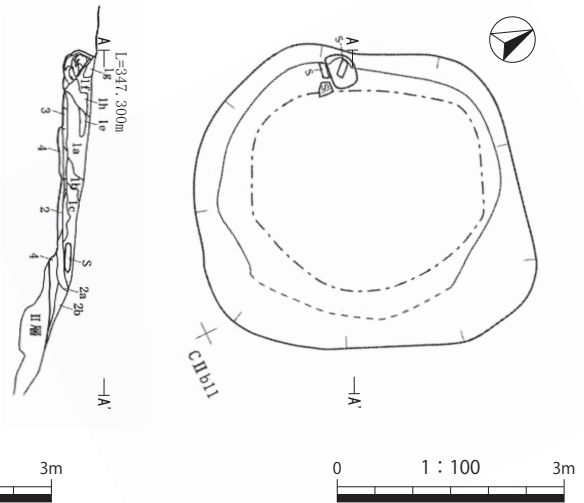 A
L=347.300m
1g
1f
1h
1e
3
1a
4
1b
1c
2
S
4
2a
2b
Ⅱ層
A'
A
S
S
S
CⅡb11
A'
3m
0
1：100
3m